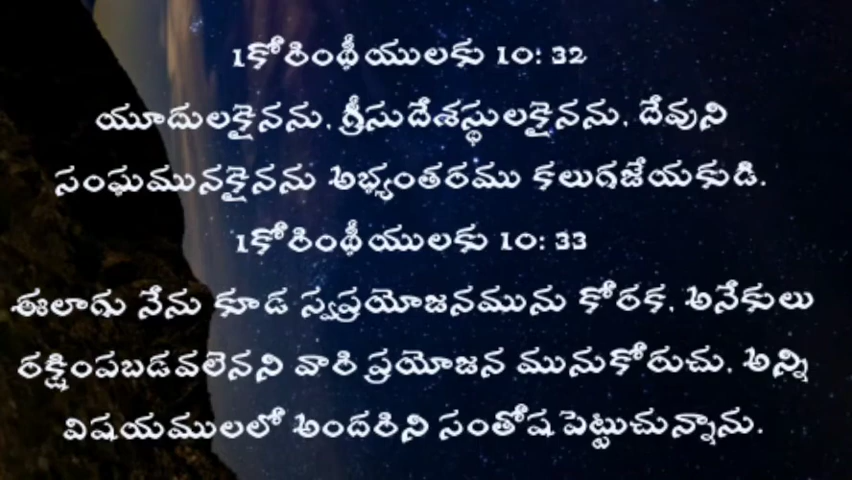 1కోరింథీయులకు 10: 32
యూదులకైనను, గ్రీసుదేశస్థులకైనను, దేవుని
సంఘమునకైనను అభ్యంతరము కలుగజేయకుడి.
1కోరింథీయులకు 10: 33
ఈలాగు నేను కూడ స్వప్రయోజనమును కోరక, అనేకులు
రక్షింపబడవలెనని వారి ప్రయోజన మునుకోరుచు, అన్ని
విషయములలో అందరిని సంతోష పెట్టుచున్నాను.